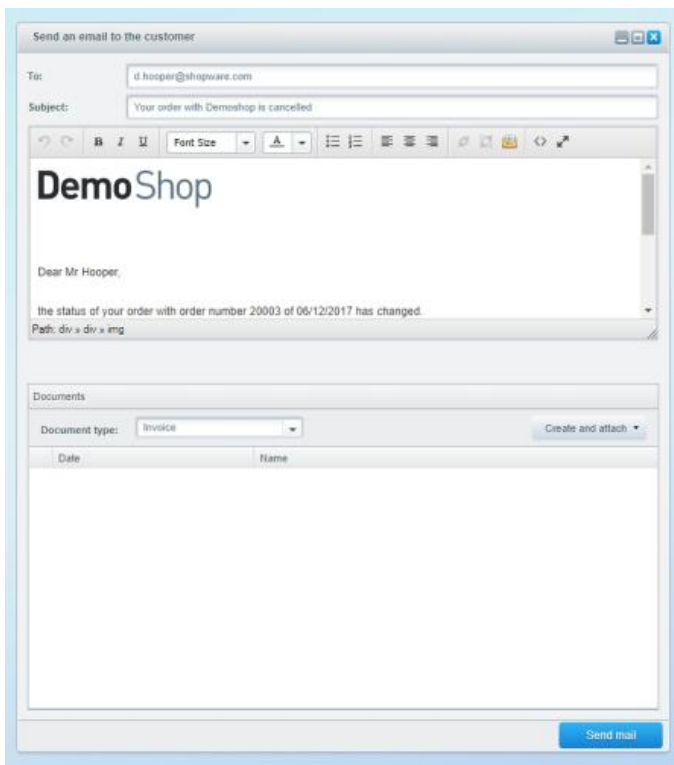 Send an email to the customer
To: d.hooper@shopware.com
Subject: Your order with Demoshop is cancelled
B I U Font Size A
DemoShop
Dear Mr Hooper,
the status of your order with order number 20003 of 06/12/2017 has changed.
Path: div » div » img
Documents
Document type: Invoice Create and attach
Date Name
Send mail